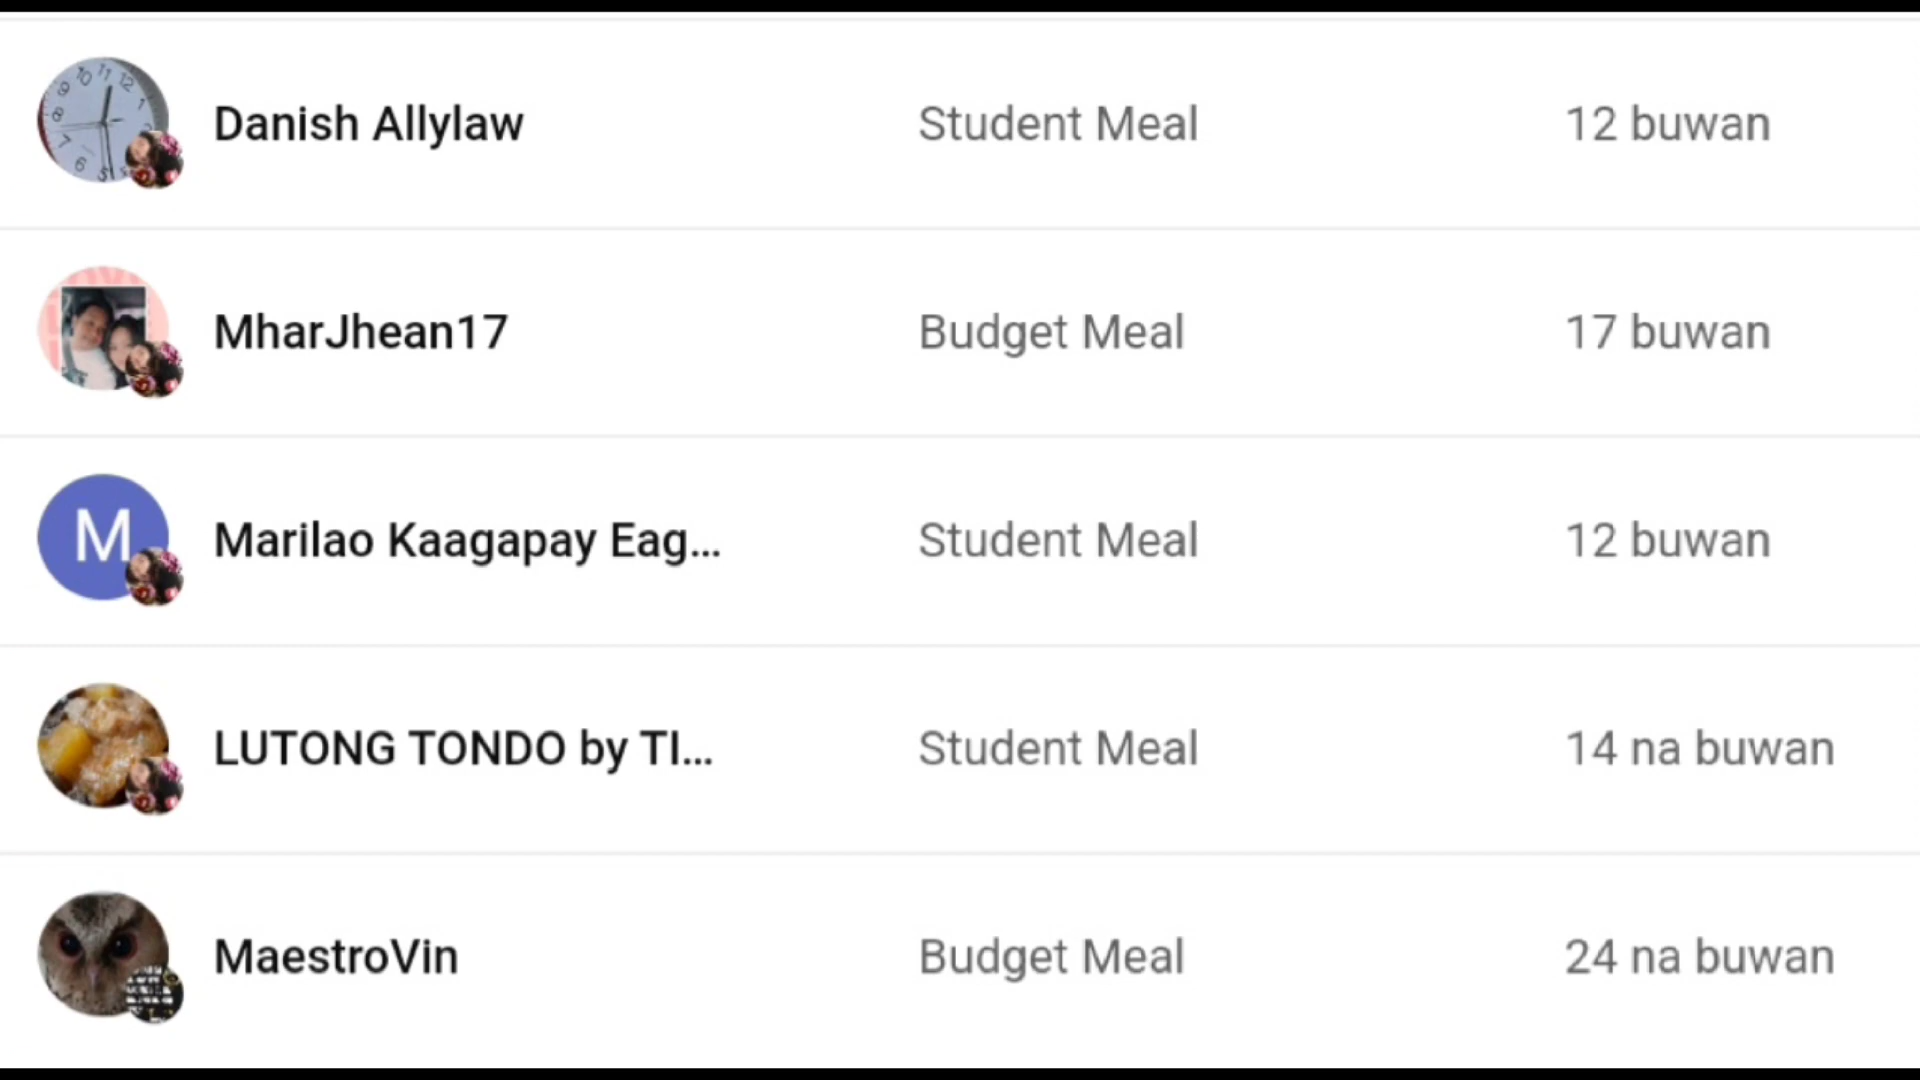 Danish Allylaw Student Meal 12 buwan
MharJhean17 Budget Meal 17 buwan
M Marilao Kaagapay Eag... Student Meal 12 buwan
LUTONG TONDO by TI... Student Meal 14 na buwan
MaestroVin Budget Meal 24 na buwan